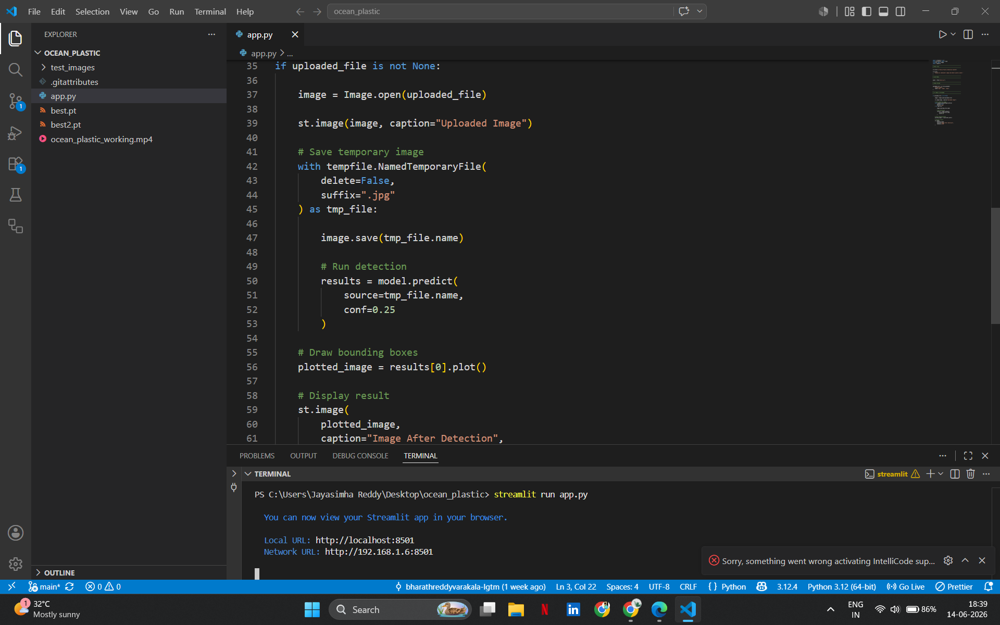 File Edit Selection View Go Run Terminal Help
ocean_plastic
EXPLORER
OCEAN_PLASTIC
test_images
.gitattributes
app.py
best.pt
best2.pt
ocean_plastic_working.mp4
OUTLINE
1
1
app.py
app.py > ...
35 if uploaded_file is not None:
36
37 image = Image.open(uploaded_file)
38
39 st.image(image, caption="Uploaded Image")
40
41 # Save temporary image
42 with tempfile.NamedTemporaryFile(
43 delete=False,
44 suffix=".jpg"
45 ) as tmp_file:
46
47 image.save(tmp_file.name)
48
49 # Run detection
50 results = model.predict(
51 source=tmp_file.name,
52 conf=0.25
53 )
54
55 # Draw bounding boxes
56 plotted_image = results[0].plot()
57
58 # Display result
59 st.image(
60 plotted_image,
61 caption="Image After Detection",
PROBLEMS OUTPUT DEBUG CONSOLE TERMINAL
TERMINAL
streamlit
PS C:\Users\Jayasimha Reddy\Desktop\ocean_plastic> streamlit run app.py
You can now view your Streamlit app in your browser.
Local URL: http://localhost:8501
Network URL: http://192.168.1.6:8501
Sorry, something went wrong activating IntelliCode sup...
main* 0 0 bharathreddyvarakala-lgtm (1 week ago) Ln 3, Col 22 Spaces: 4 UTF-8 CRLF {} Python 3.12.4 Python 3.12 (64-bit) Go Live Prettier
1
32°C
Mostly sunny
Search
ENG
IN
86%
18:39
14-06-2026